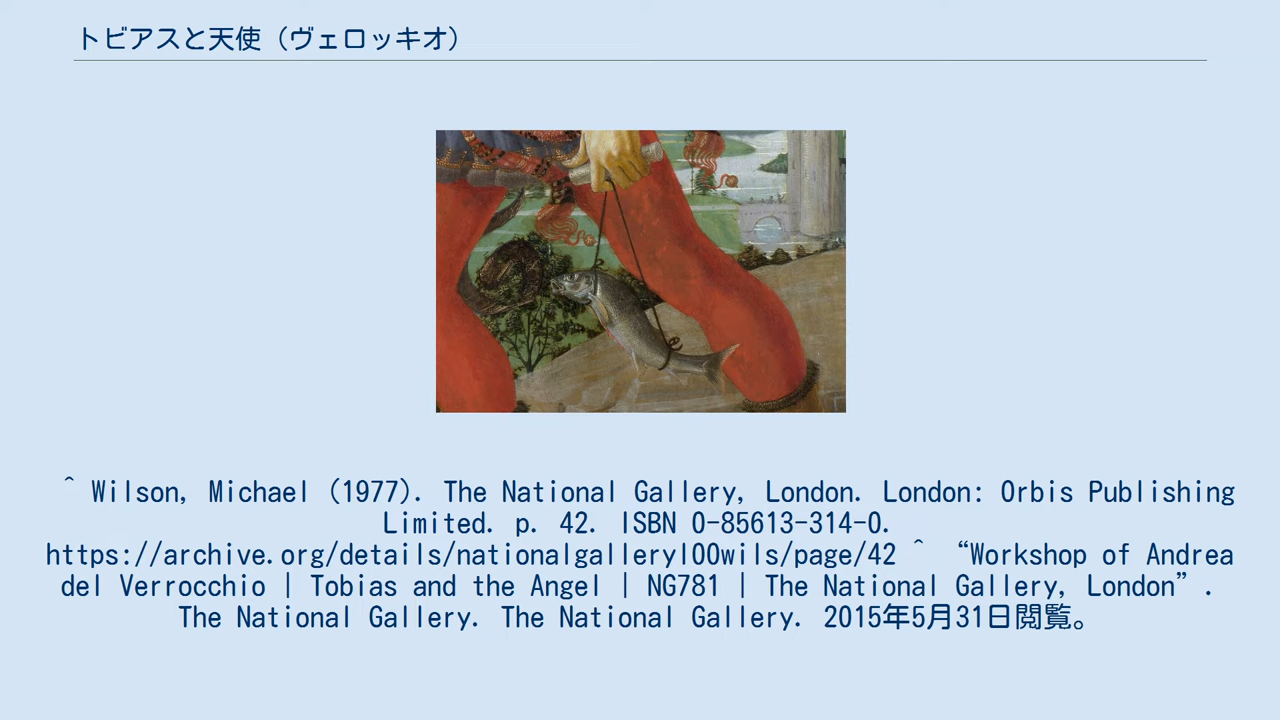 トビアスと天使（ヴェロッキオ）
^ Wilson, Michael (1977). The National Gallery, London. London: Orbis Publishing
Limited. p. 42. ISBN 0-85613-314-0.
https://archive.org/details/nationalgalleryl00wils/page/42 ^ “Workshop of Andrea
del Verrocchio | Tobias and the Angel | NG781 | The National Gallery, London”.
The National Gallery. The National Gallery. 2015年5月31日閲覧。